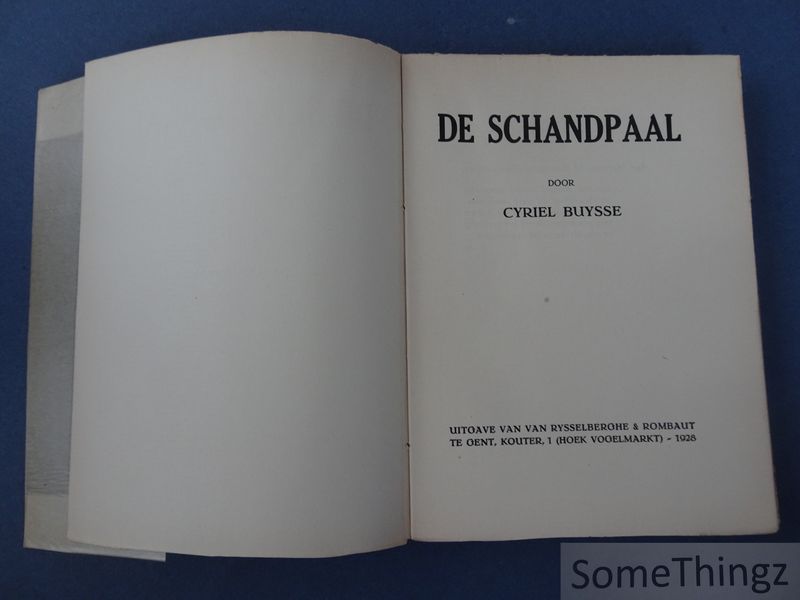 DE SCHANDPAAL
DOOR
CYRIEL BUYSSE
UITGAVE VAN VAN RYSSELBERGHE & ROMBAUT
TE GENT, KOUTER, 1 (HOEK VOGELMARKT) - 1928
SomeThingz